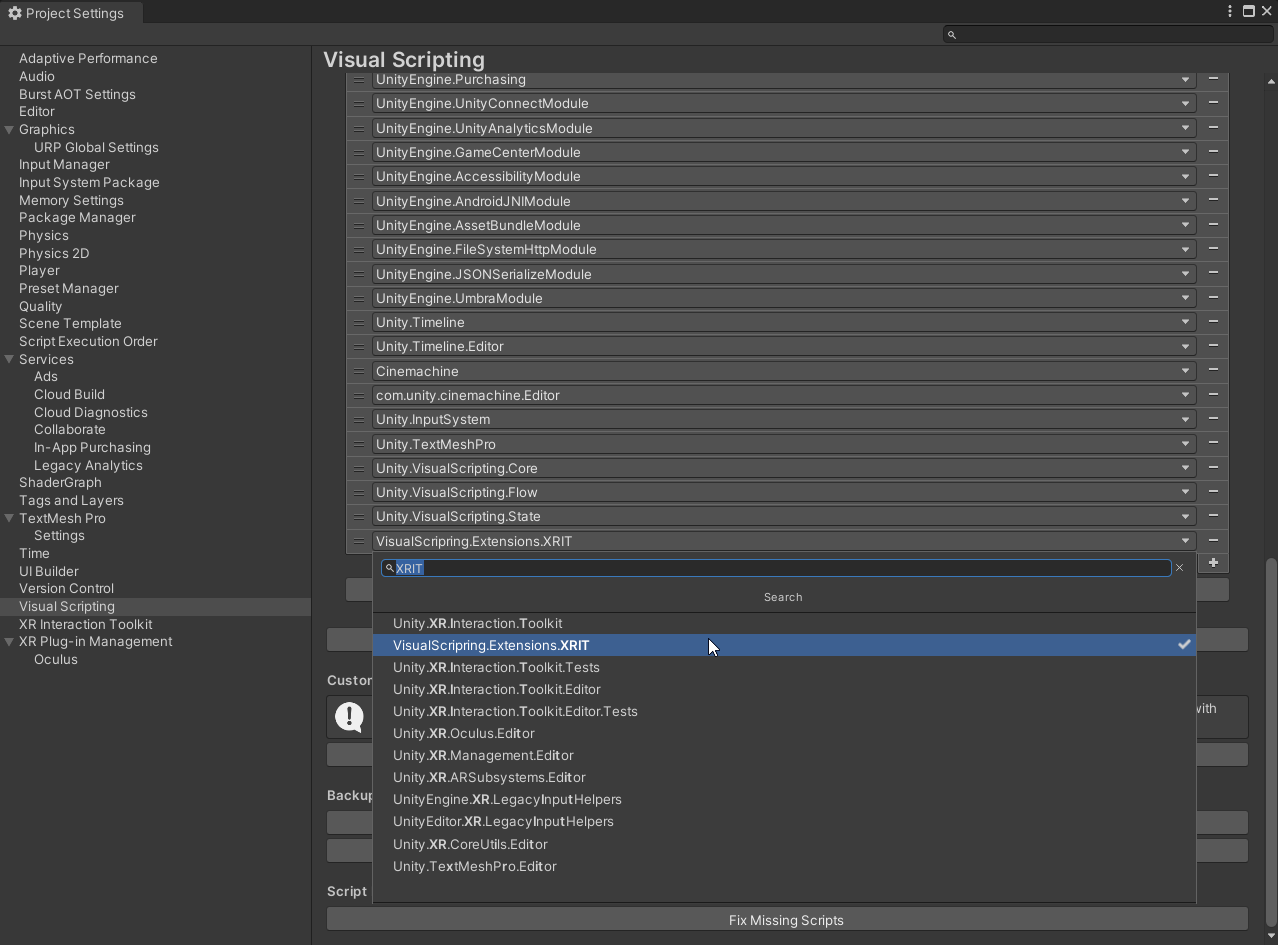 Project Settings
Adaptive Performance
Audio
Burst AOT Settings
Editor
Graphics
URP Global Settings
Input Manager
Input System Package
Memory Settings
Package Manager
Physics
Physics 2D
Player
Preset Manager
Quality
Scene Template
Script Execution Order
Services
Ads
Cloud Build
Cloud Diagnostics
Collaborate
In-App Purchasing
Legacy Analytics
ShaderGraph
Tags and Layers
TextMesh Pro
Settings
Time
UI Builder
Version Control
Visual Scripting
XR Interaction Toolkit
XR Plug-in Management
Oculus
Visual Scripting
UnityEngine.Purchasing
UnityEngine.UnityConnectModule
UnityEngine.UnityAnalyticsModule
UnityEngine.GameCenterModule
UnityEngine.AccessibilityModule
UnityEngine.AndroidJNIModule
UnityEngine.AssetBundleModule
UnityEngine.FileSystemHttpModule
UnityEngine.JSONSerializeModule
UnityEngine.UmbraModule
Unity.Timeline
Unity.Timeline.Editor
Cinemachine
com.unity.cinemachine.Editor
Unity.InputSystem
Unity.TextMeshPro
Unity.VisualScripting.Core
Unity.VisualScripting.Flow
Unity.VisualScripting.State
VisualScripring.Extensions.XRIT
XRIT
Search
Unity.XR.Interaction.Toolkit
VisualScripring.Extensions.XRIT
Unity.XR.Interaction.Toolkit.Tests
Unity.XR.Interaction.Toolkit.Editor
Unity.XR.Interaction.Toolkit.Editor.Tests
Unity.XR.Oculus.Editor
Unity.XR.Management.Editor
Unity.XR.ARSubsystems.Editor
UnityEngine.XR.LegacyInputHelpers
UnityEditor.XR.LegacyInputHelpers
Unity.XR.CoreUtils.Editor
Unity.TextMeshPro.Editor
Script
Fix Missing Scripts